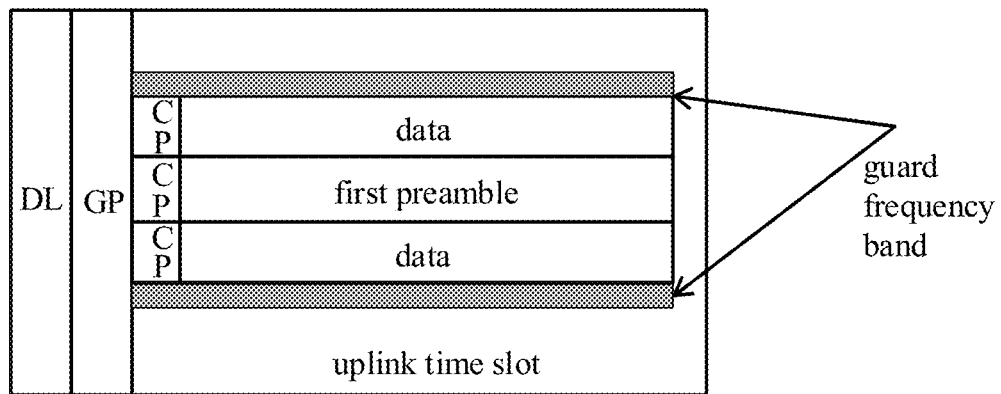 DL
GP
C
P
data
C
P
first preamble
C
P
data
uplink time slot
guard
frequency
band